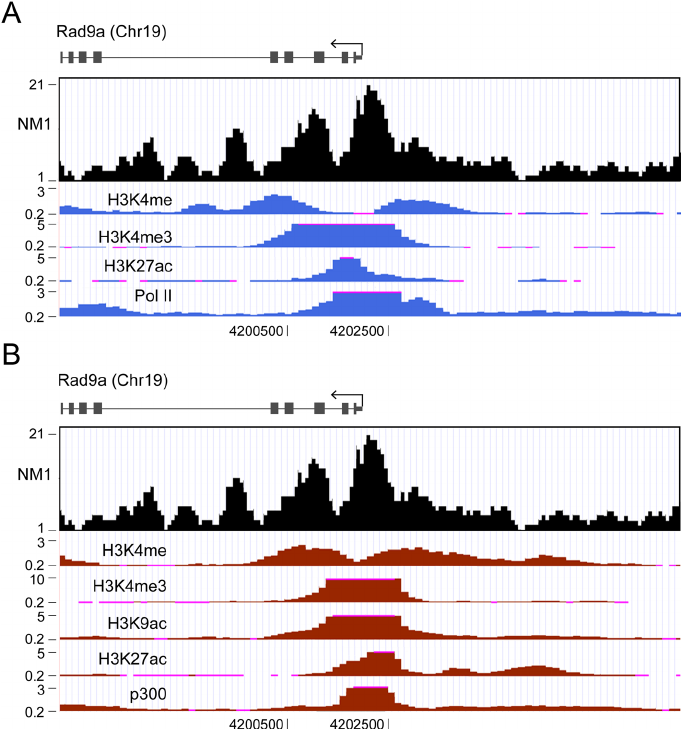 A
Rad9a (Chr19)
21
NM1
1
3
H3K4me
0.2
5
H3K4me3
0.2
5
H3K27ac
0.2
3
Pol II
0.2
4200500
4202500
B
Rad9a (Chr19)
21
NM1
1
3
H3K4me
0.2
10
H3K4me3
0.2
5
H3K9ac
0.2
5
H3K27ac
0.2
3
p300
0.2
4200500
4202500